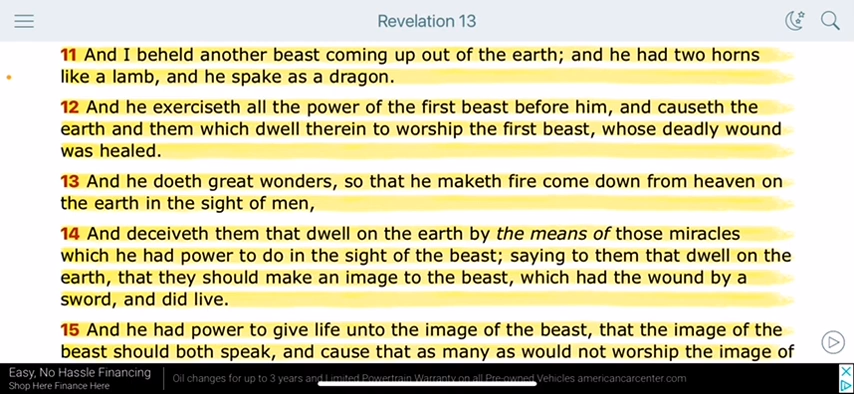 Revelation 13
11 And I beheld another beast coming up out of the earth; and he had two horns
like a lamb, and he spake as a dragon.
12 And he exerciseth all the power of the first beast before him, and causeth the
earth and them which dwell therein to worship the first beast, whose deadly wound
was healed.
13 And he doeth great wonders, so that he maketh fire come down from heaven on
the earth in the sight of men,
14 And deceiveth them that dwell on the earth by the means of those miracles
which he had power to do in the sight of the beast; saying to them that dwell on the
earth, that they should make an image to the beast, which had the wound by a
sword, and did live.
15 And he had power to give life unto the image of the beast, that the image of the
beast should both speak, and cause that as many as would not worship the image of
Easy, No Hassle Financing
Shop Here Finance Here
Oil changes for up to 3 years and Limited Powertrain Warranty on all Pre-owned Vehicles americancarcenter.com